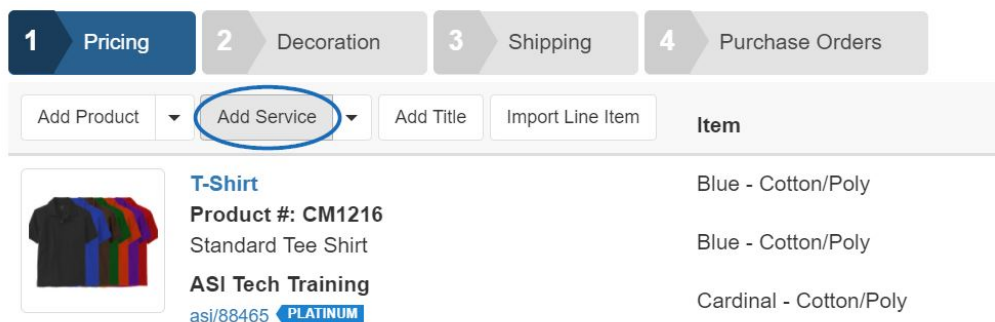 1 Pricing 2 Decoration 3 Shipping 4 Purchase Orders
Add Product Add Service Add Title Import Line Item Item
T-Shirt Blue - Cotton/Poly
Product #: CM1216
Standard Tee Shirt Blue - Cotton/Poly
ASI Tech Training
Cardinal - Cotton/Poly
asi/88465 PLATINUM